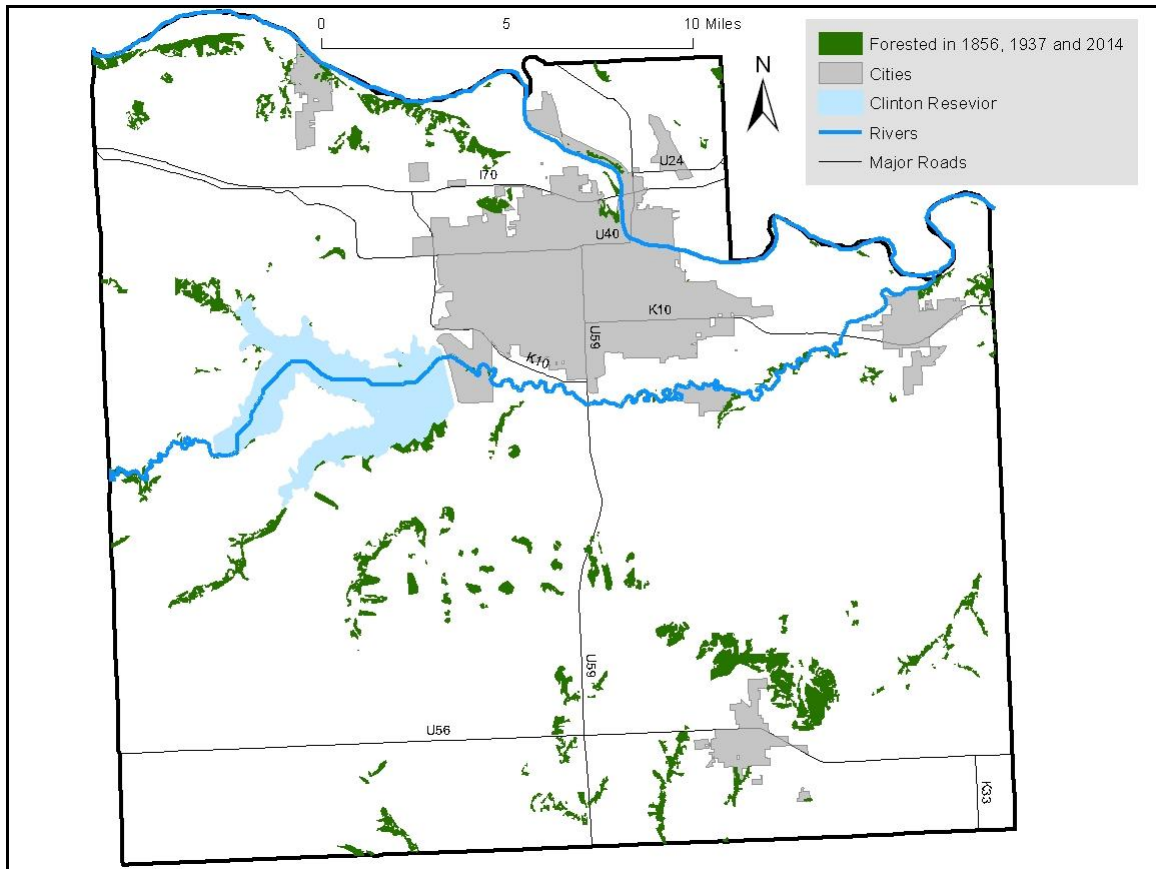 0 5 10 Miles
N
Forested in 1856, 1937 and 2014
Cities
Clinton Resevior
Rivers
Major Roads
U24
I70
U40
K10
U59
K10
U59
U56
K33